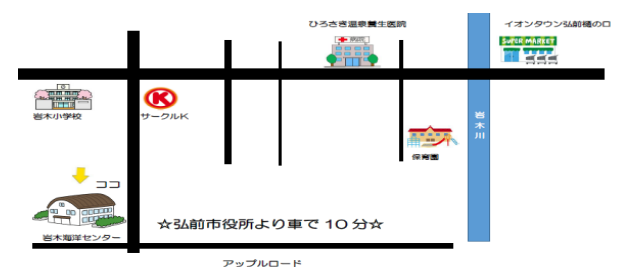 ひろさき温泉養生医院
イオンタウン弘前樋の口
SUPER MARKET
岩木小学校
K
サークルK
岩木川
保育園
ココ
岩木海洋センター
☆弘前市役所より車で10分☆
アップルロード